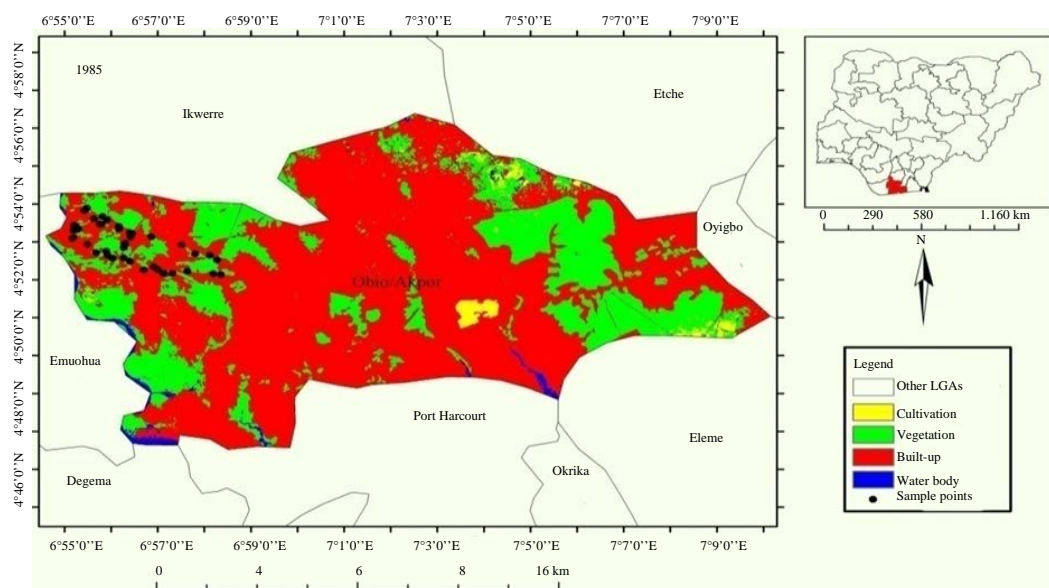 6°55'0''E 6°57'0''E 6°59'0''E 7°1'0''E 7°3'0''E 7°5'0''E 7°7'0''E 7°9'0''E
4°58'0''N
4°56'0''N
4°54'0''N
4°52'0''N
4°50'0''N
4°48'0''N
4°46'0''N
1985
Ikwerre
Etche
Oyigbo
Obio/Akpor
Emuohua
Port Harcourt
Eleme
Degema
Okrika
6°55'0''E 6°57'0''E 6°59'0''E 7°1'0''E 7°3'0''E 7°5'0''E 7°7'0''E 7°9'0''E
0 4 6 8 16 km
0 290 580 1.160 km
N
Legend
Other LGAs
Cultivation
Vegetation
Built-up
Water body
Sample points